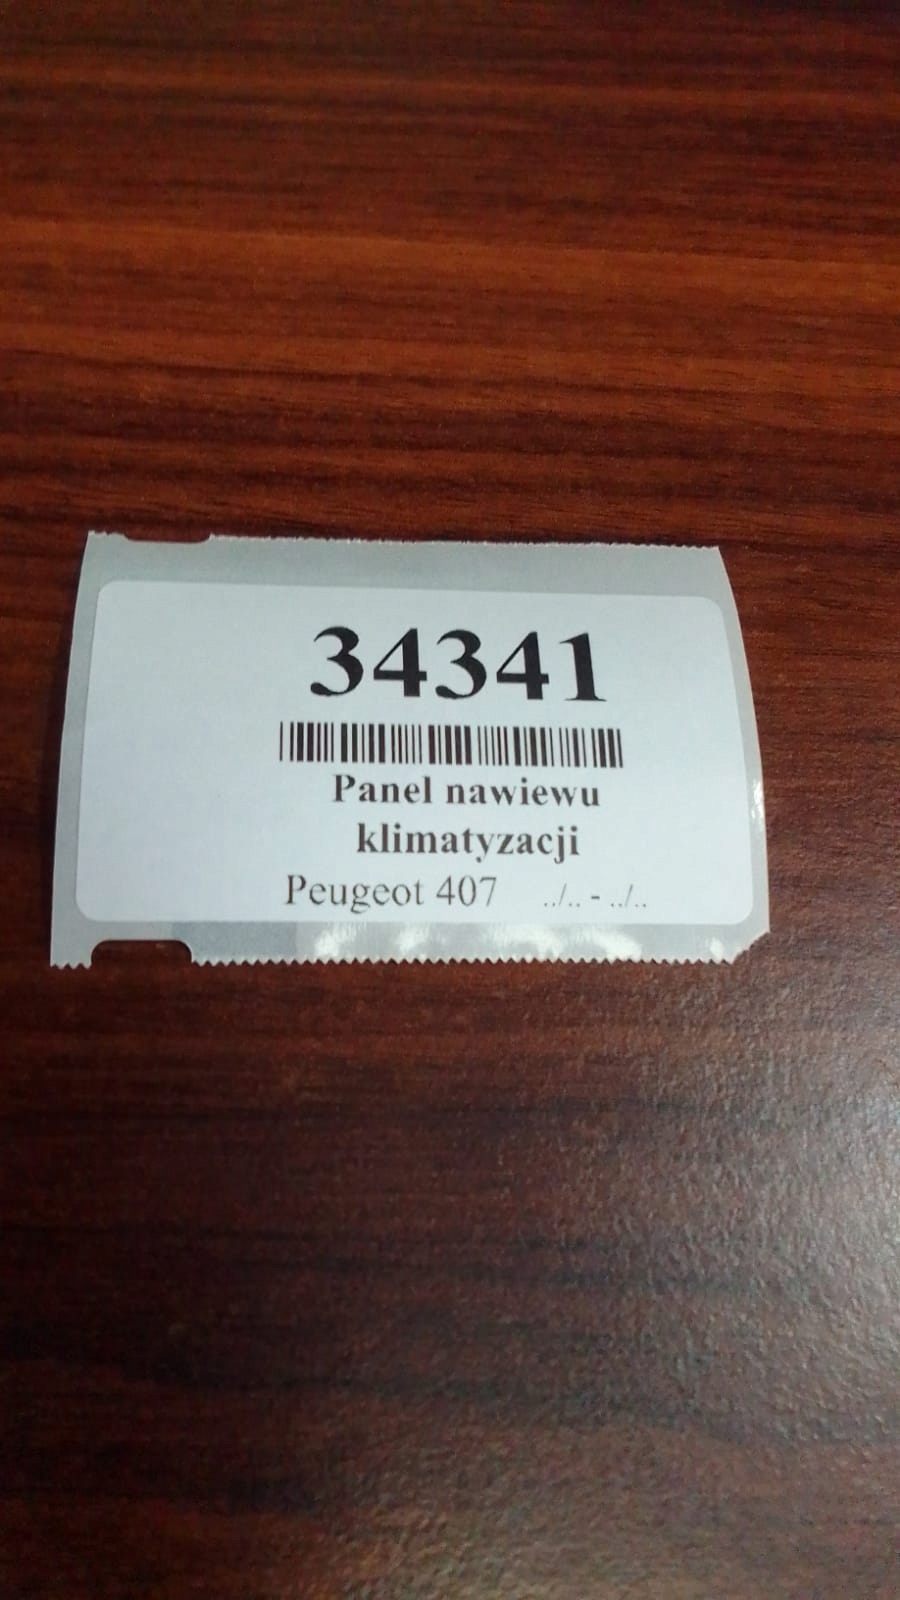 34341
Panel nawiewu
klimatyzacji
Peugeot 407 ../.. - ../..